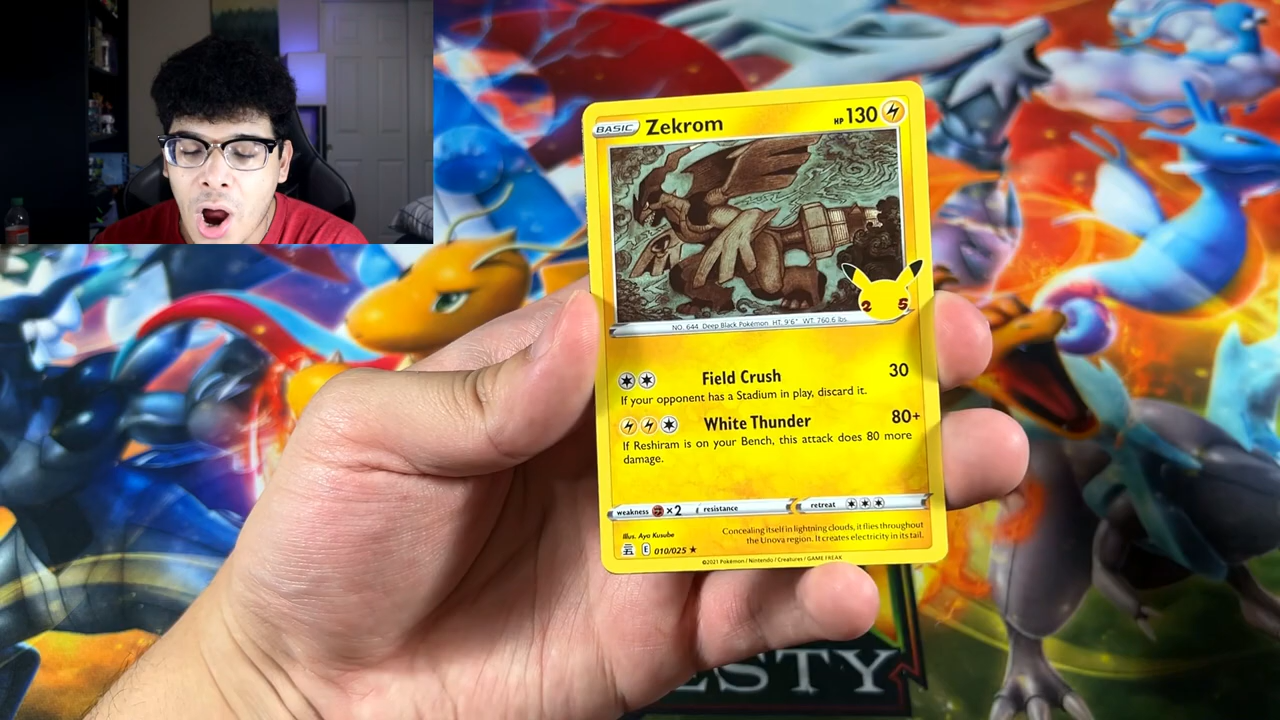 BASIC Zekrom HP 130
25
NO. 644 Deep Black Pokémon HT. 9'6" WT. 760.6 lbs.
Field Crush 30
If your opponent has a Stadium in play, discard it.
White Thunder 80+
If Reshiram is on your Bench, this attack does 80 more
damage.
weakness ×2 resistance retreat
Concealing itself in lightning clouds, it flies throughout
the Unova region. It creates electricity in its tail.
Illus. Aya Kusube
E 010/025 ★
©2021 Pokémon / Nintendo / Creatures / GAME FREAK
ESTY